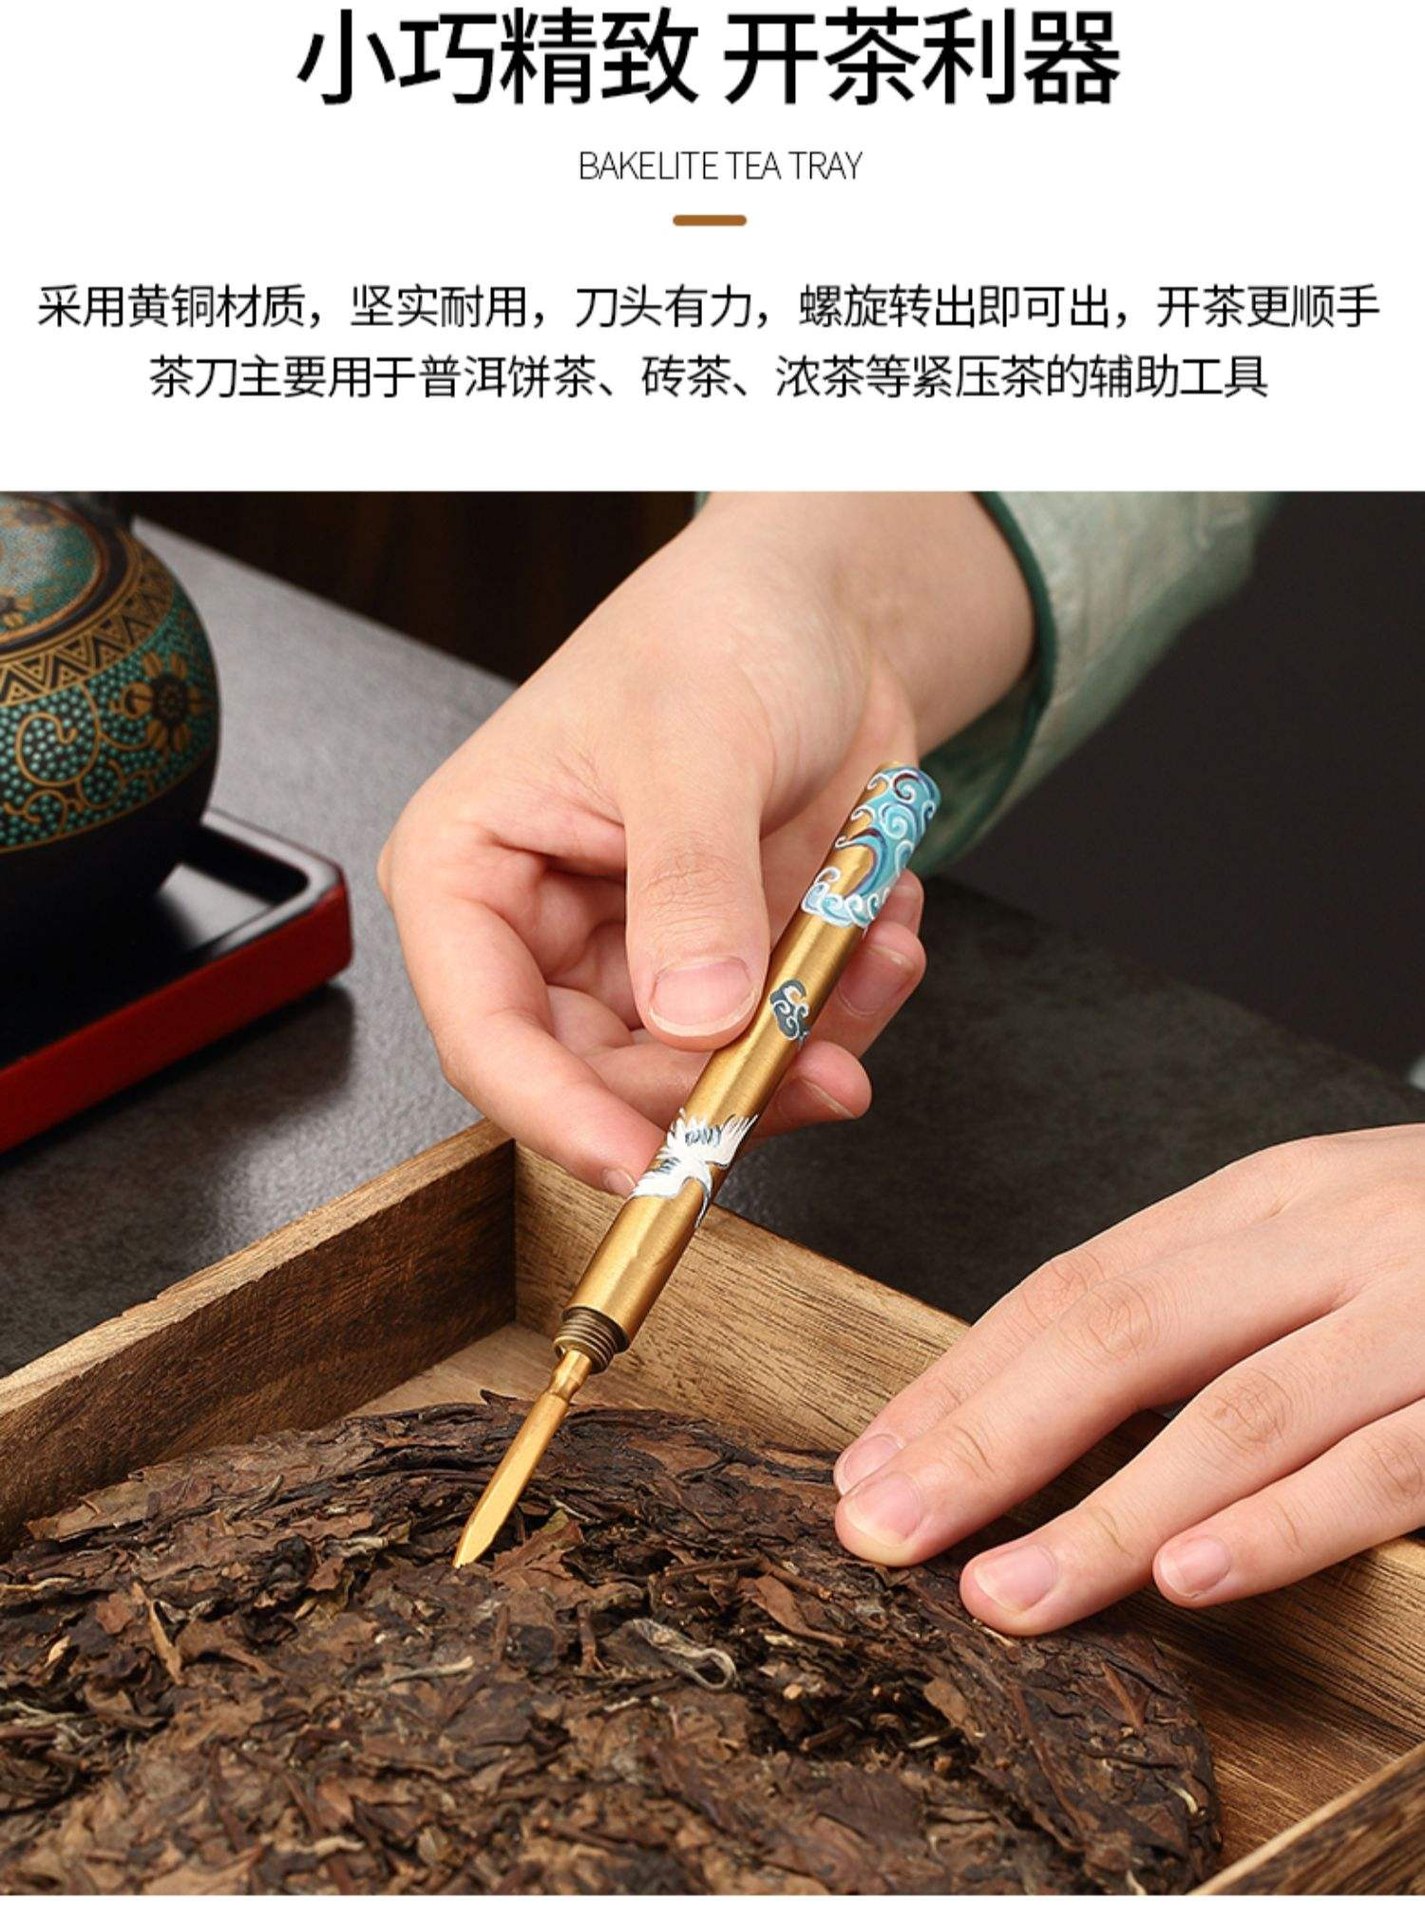 小巧精致 开茶利器
BAKELITE TEA TRAY
采用黄铜材质，坚实耐用，刀头有力，螺旋转出即可出，开茶更顺手
茶刀主要用于普洱饼茶、砖茶、浓茶等紧压茶的辅助工具